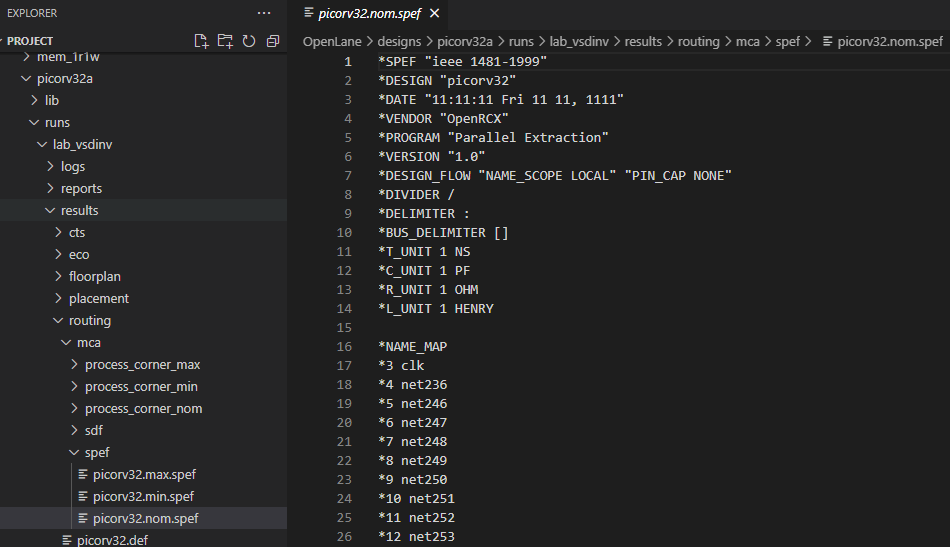 EXPLORER
PROJECT
mem_1r1w
picorv32a
lib
runs
lab_vsdinv
logs
reports
results
cts
eco
floorplan
placement
routing
mca
process_corner_max
process_corner_min
process_corner_nom
sdf
spef
picorv32.max.spef
picorv32.min.spef
picorv32.nom.spef
picorv32.def
picorv32.nom.spef
OpenLane > designs > picorv32a > runs > lab_vsdinv > results > routing > mca > spef > picorv32.nom.spef
1 *SPEF "ieee 1481-1999"
2 *DESIGN "picorv32"
3 *DATE "11:11:11 Fri 11 11, 1111"
4 *VENDOR "OpenRCX"
5 *PROGRAM "Parallel Extraction"
6 *VERSION "1.0"
7 *DESIGN_FLOW "NAME_SCOPE LOCAL" "PIN_CAP NONE"
8 *DIVIDER /
9 *DELIMITER :
10 *BUS_DELIMITER []
11 *T_UNIT 1 NS
12 *C_UNIT 1 PF
13 *R_UNIT 1 OHM
14 *L_UNIT 1 HENRY
15
16 *NAME_MAP
17 *3 clk
18 *4 net236
19 *5 net246
20 *6 net247
21 *7 net248
22 *8 net249
23 *9 net250
24 *10 net251
25 *11 net252
26 *12 net253